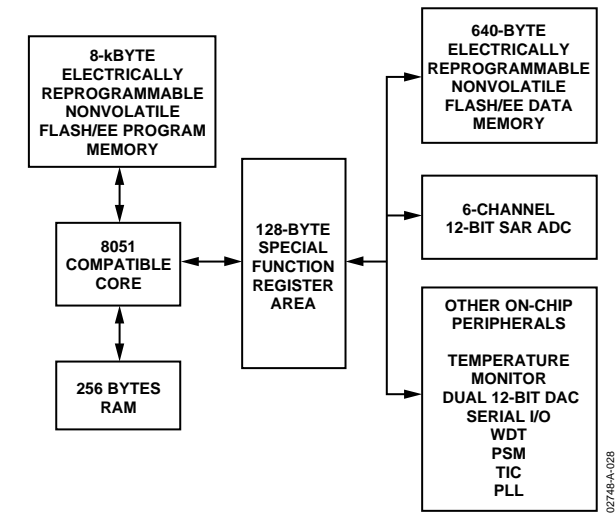 8-kBYTE
ELECTRICALLY
REPROGRAMMABLE
NONVOLATILE
FLASH/EE PROGRAM
MEMORY
8051
COMPATIBLE
CORE
256 BYTES
RAM
128-BYTE
SPECIAL
FUNCTION
REGISTER
AREA
640-BYTE
ELECTRICALLY
REPROGRAMMABLE
NONVOLATILE
FLASH/EE DATA
MEMORY
6-CHANNEL
12-BIT SAR ADC
OTHER ON-CHIP
PERIPHERALS
TEMPERATURE
MONITOR
DUAL 12-BIT DAC
SERIAL I/O
WDT
PSM
TIC
PLL
02748-A-028